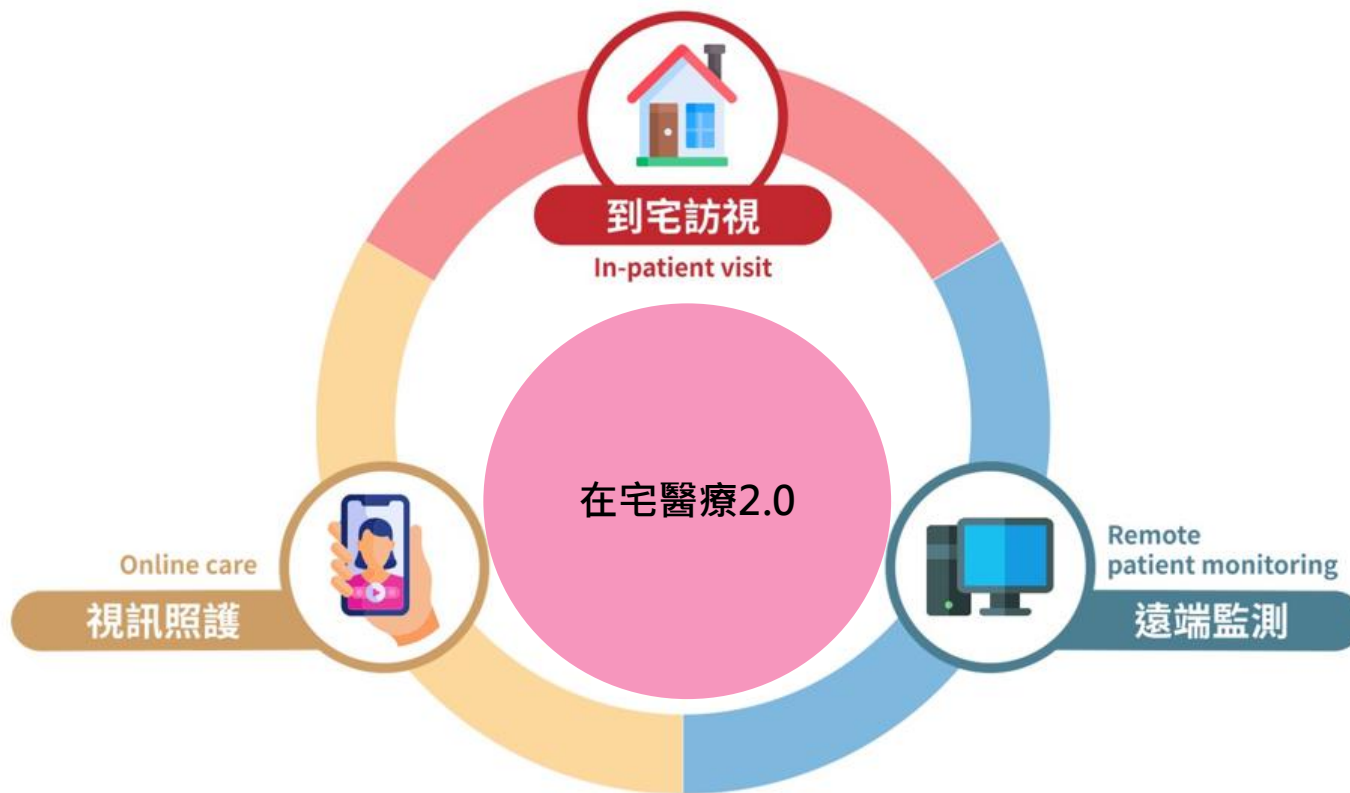 到宅訪視
In-patient visit
在宅醫療2.0
Online care
視訊照護
Remote
patient monitoring
遠端監測